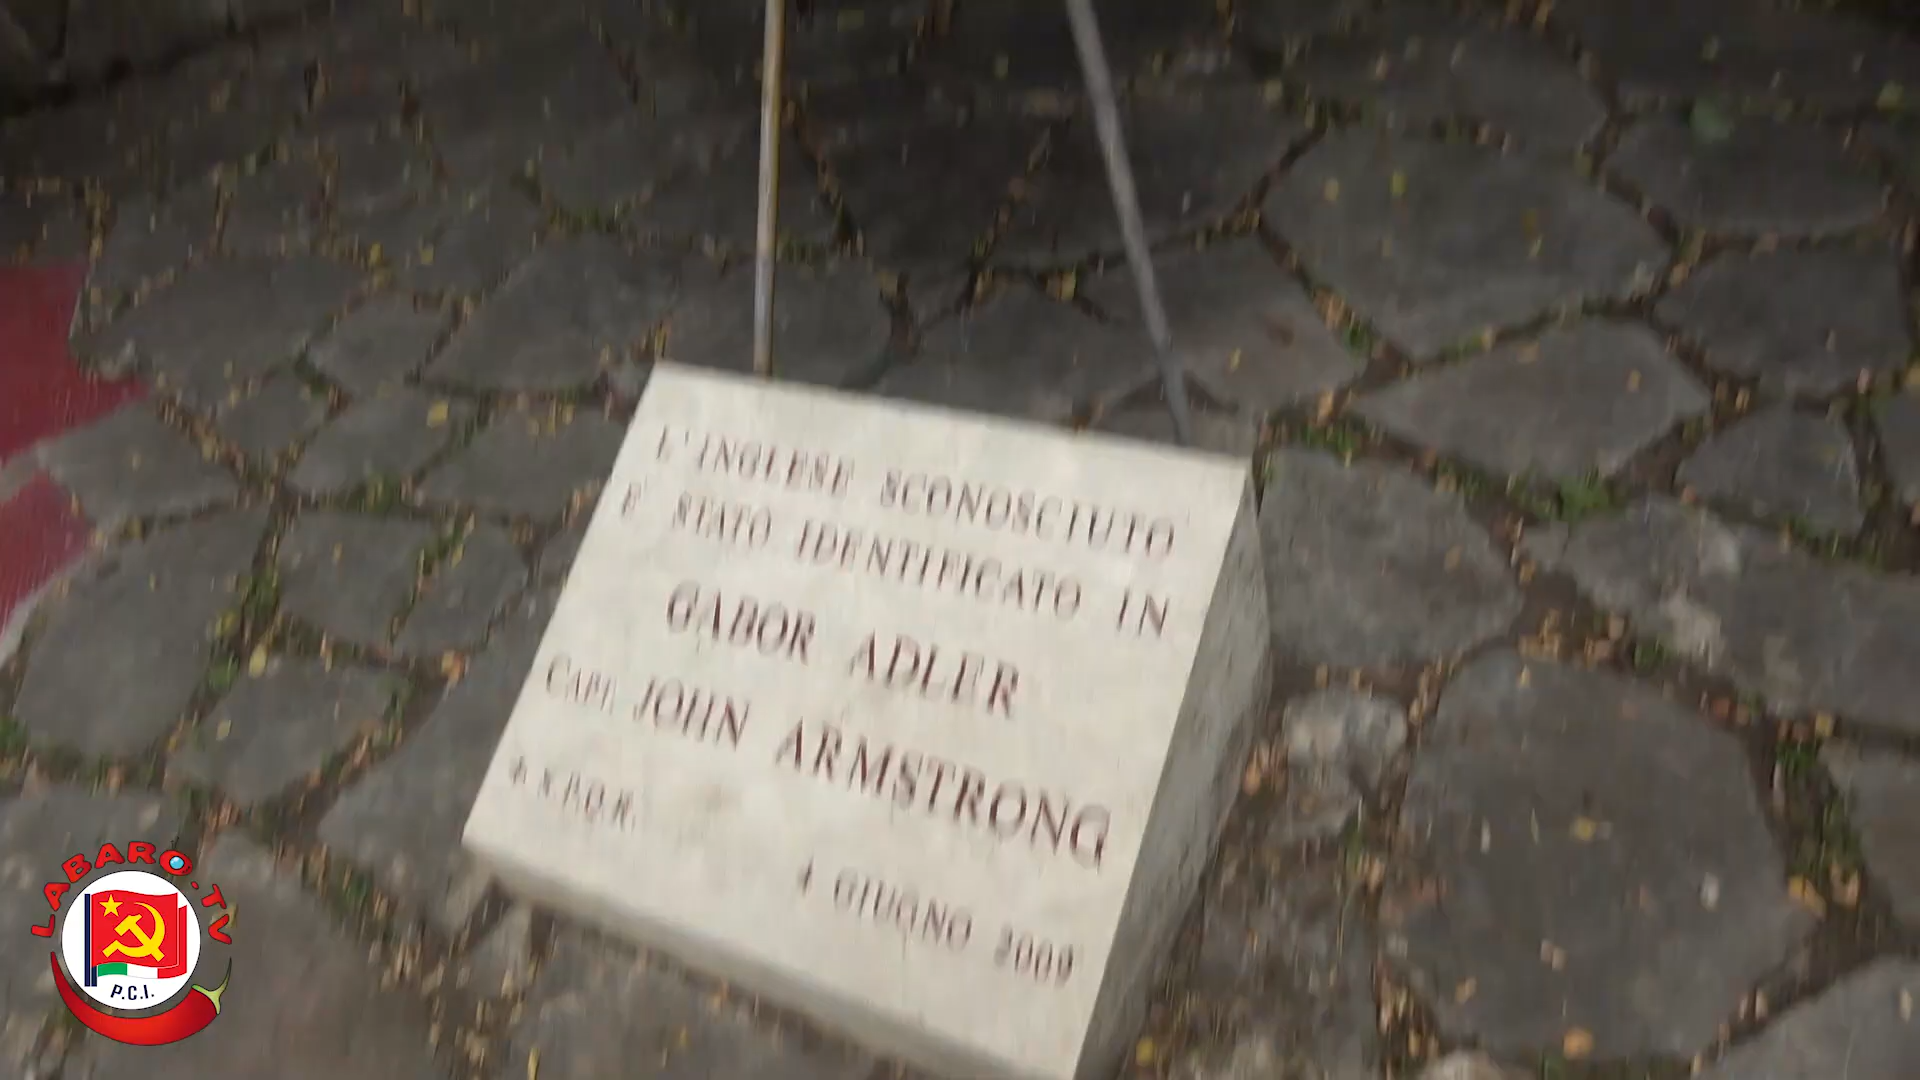 L'INGLESE SCONOSCIUTO
E' STATO IDENTIFICATO IN
GABOR ADLER
CAPT. JOHN ARMSTRONG
S.P.Q.R.
4 GIUGNO 2009
LABARO.TV
P.C.I.